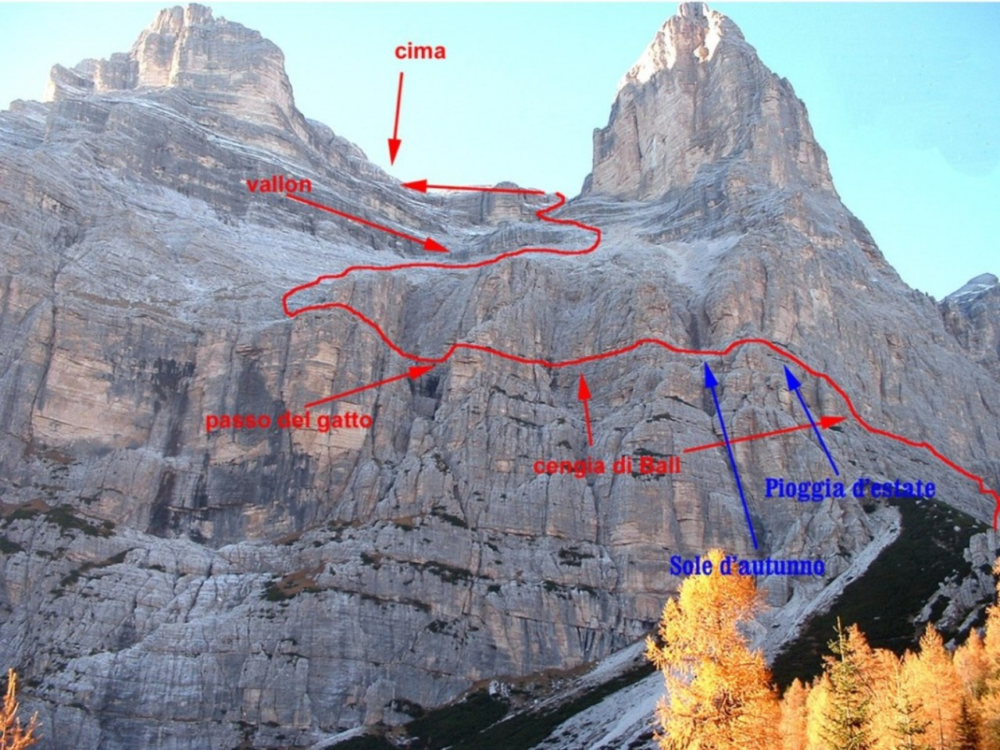 cima
vallon
passo del gatto
cengia di Ball
Pioggia d'estate
Sole d'autunno